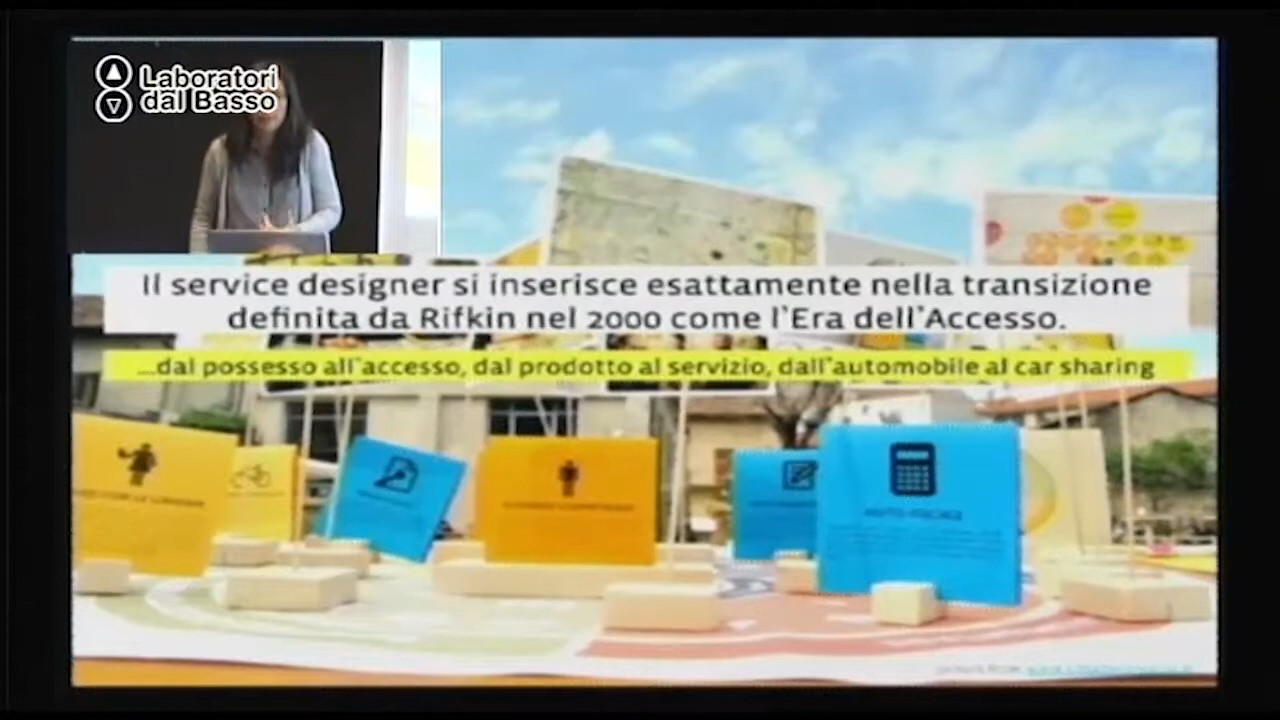 Laboratori
dal Basso
Il service designer si inserisce esattamente nella transizione
definita da Rifkin nel 2000 come l'Era dell'Accesso.
...dal possesso all'accesso, dal prodotto al servizio, dall'automobile al car sharing